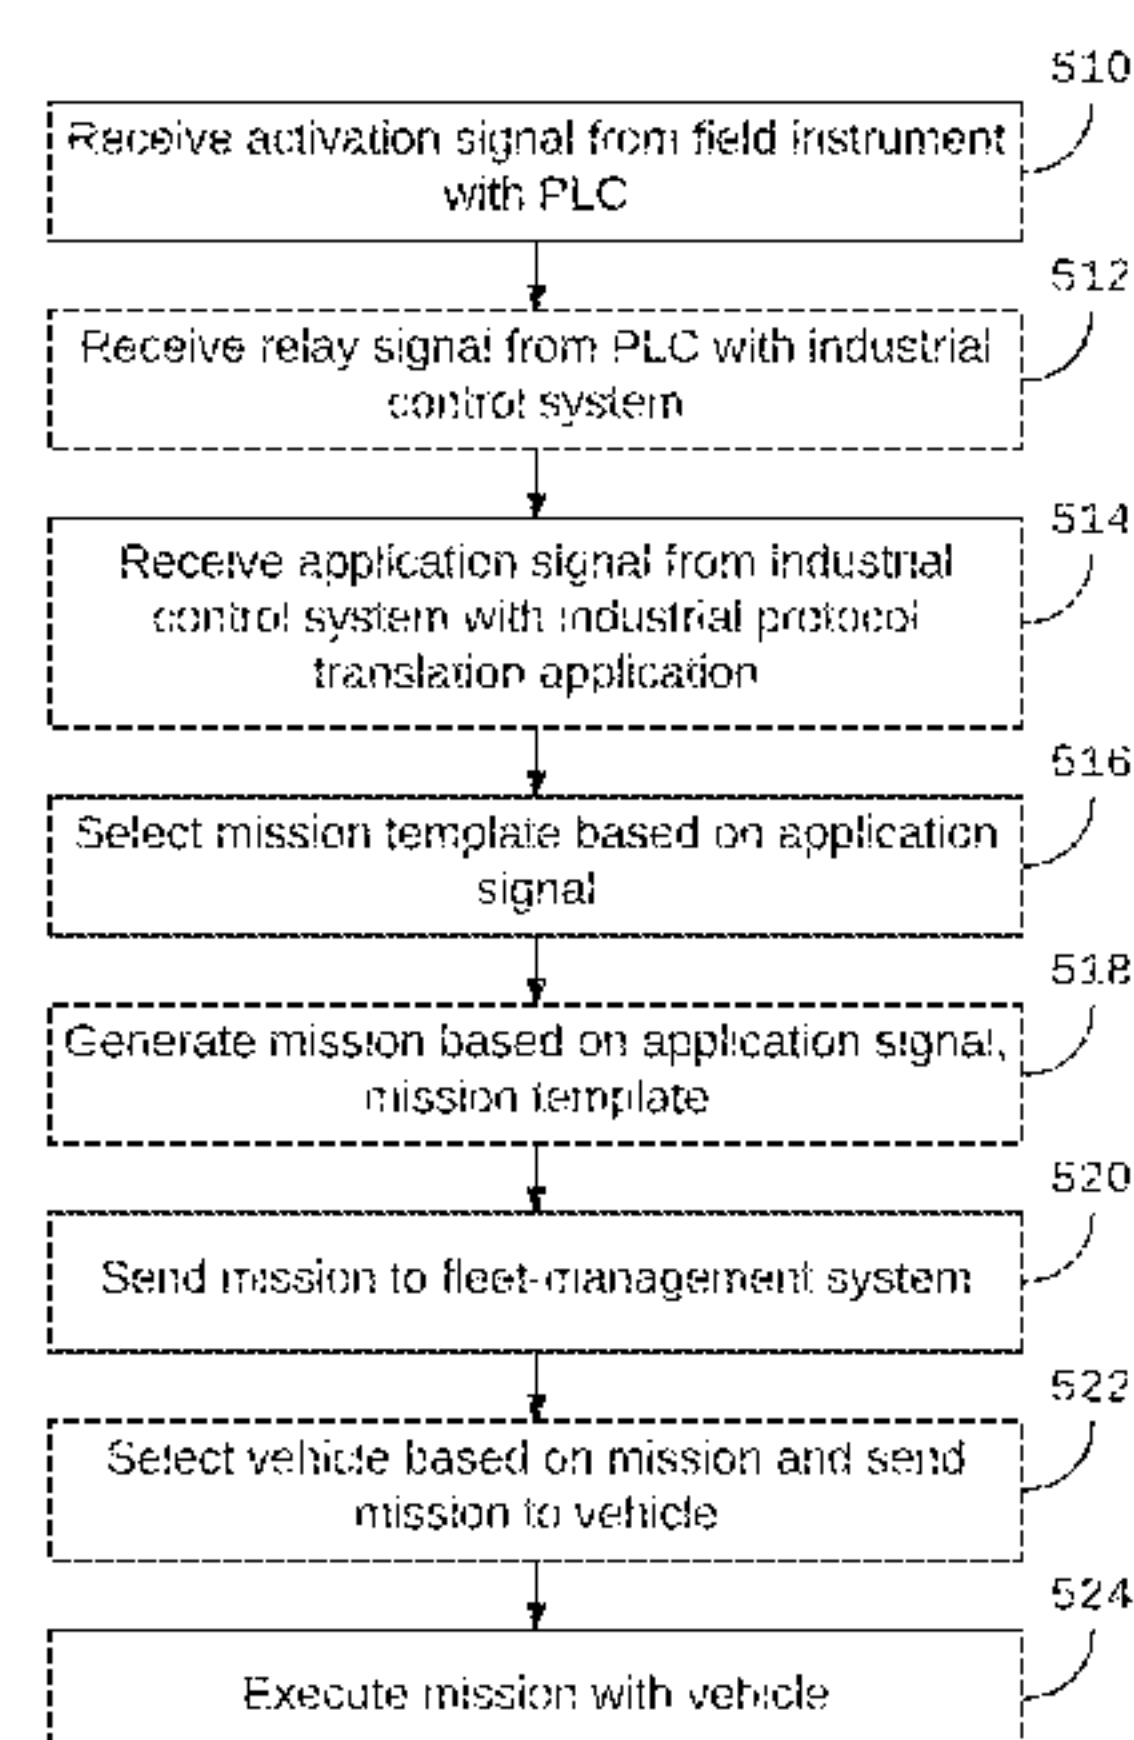 510
Receive activation signal from field instrument
with PLC
512
Receive relay signal from PLC with industrial
control system
514
Receive application signal from industrial
control system with industrial protocol
translation application
516
Select mission template based on application
signal
518
Generate mission based on application signal,
mission template
520
Send mission to fleet-management system
522
Select vehicle based on mission and send
mission to vehicle
524
Execute mission with vehicle